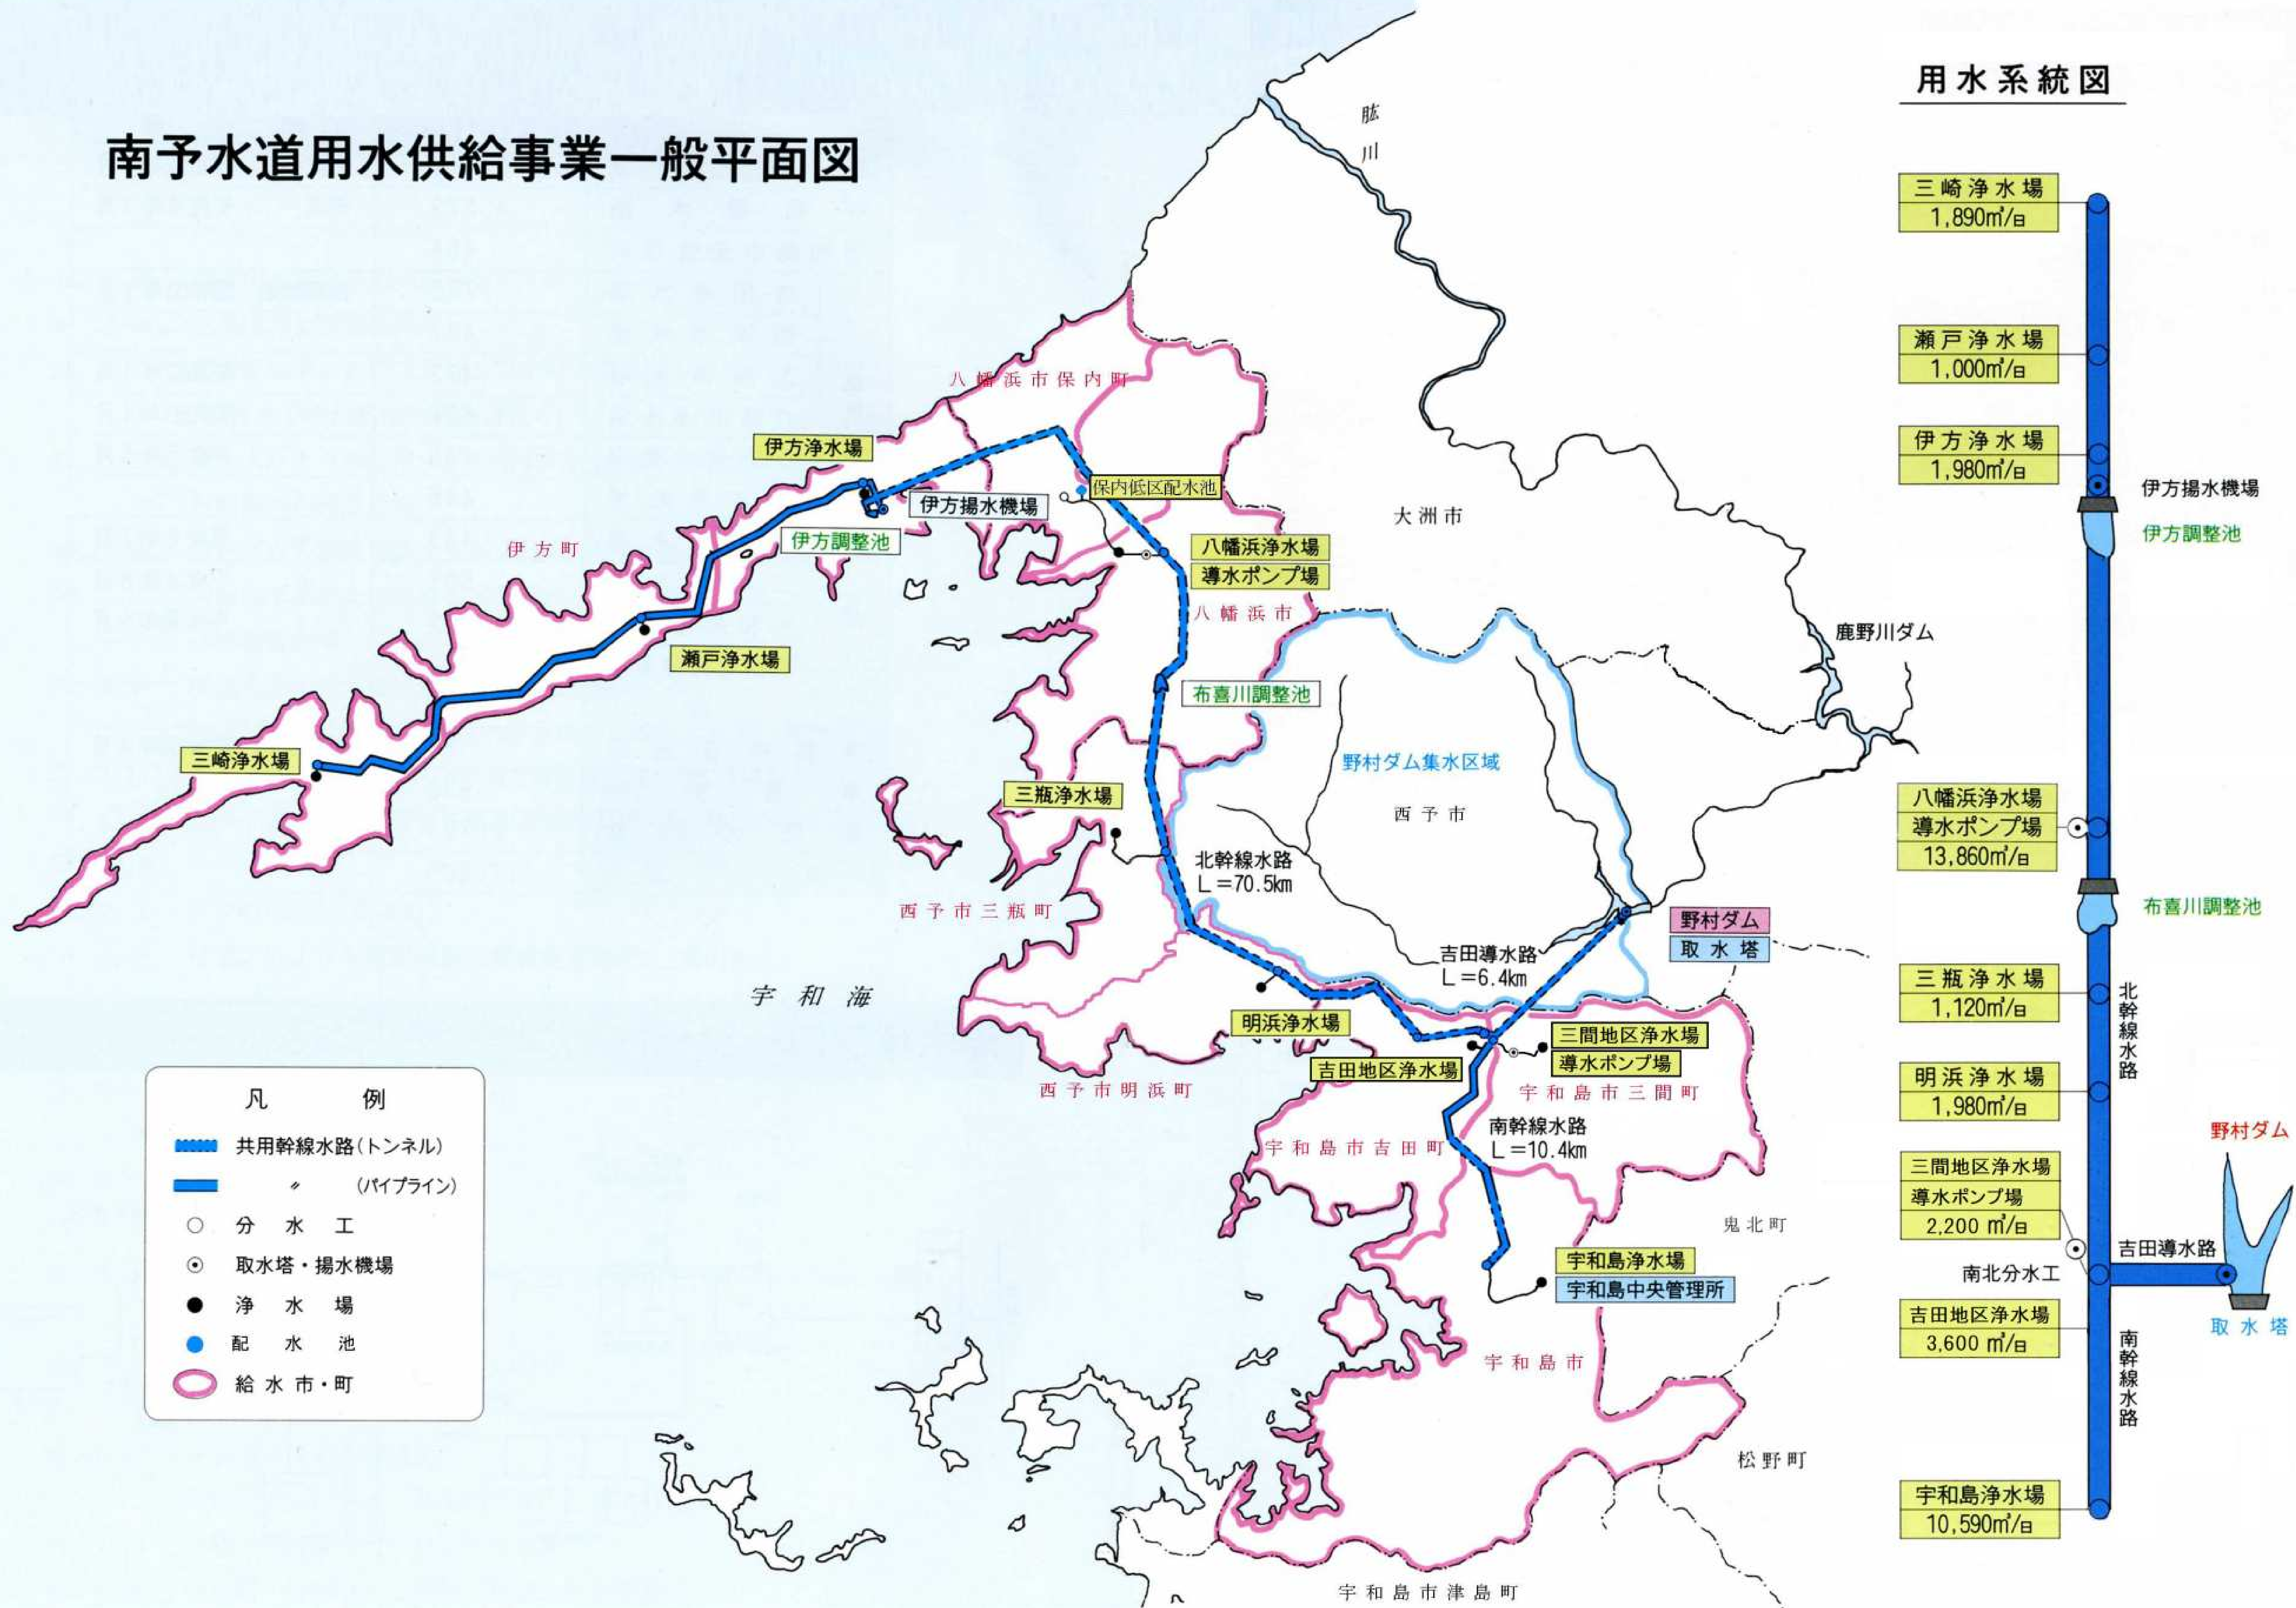 南予水道用水供給事業一般平面図
肱川
八幡浜市保内町
伊方浄水場
伊方揚水機場
保内低区配水池
伊方調整池
伊方町
八幡浜浄水場
導水ポンプ場
八幡浜市
大洲市
鹿野川ダム
瀬戸浄水場
布喜川調整池
三崎浄水場
野村ダム集水区域
西予市
三瓶浄水場
北幹線水路
L=70.5km
西予市三瓶町
野村ダム
取水塔
吉田導水路
L=6.4km
宇和海
明浜浄水場
三間地区浄水場
導水ポンプ場
吉田地区浄水場
西予市明浜町
宇和島市三間町
南幹線水路
L=10.4km
宇和島市吉田町
鬼北町
宇和島浄水場
宇和島中央管理所
宇和島市
松野町
宇和島市津島町
凡例
共用幹線水路(トンネル)
〃 (パイプライン)
分水工
取水塔・揚水機場
浄水場
配水池
給水市・町
用水系統図
三崎浄水場
1,890㎥/日
瀬戸浄水場
1,000㎥/日
伊方浄水場
1,980㎥/日
伊方揚水機場
伊方調整池
八幡浜浄水場
導水ポンプ場
13,860㎥/日
布喜川調整池
三瓶浄水場
1,120㎥/日
北幹線水路
明浜浄水場
1,980㎥/日
野村ダム
三間地区浄水場
導水ポンプ場
2,200㎥/日
吉田導水路
南北分水工
吉田地区浄水場
3,600㎥/日
取水塔
南幹線水路
宇和島浄水場
10,590㎥/日